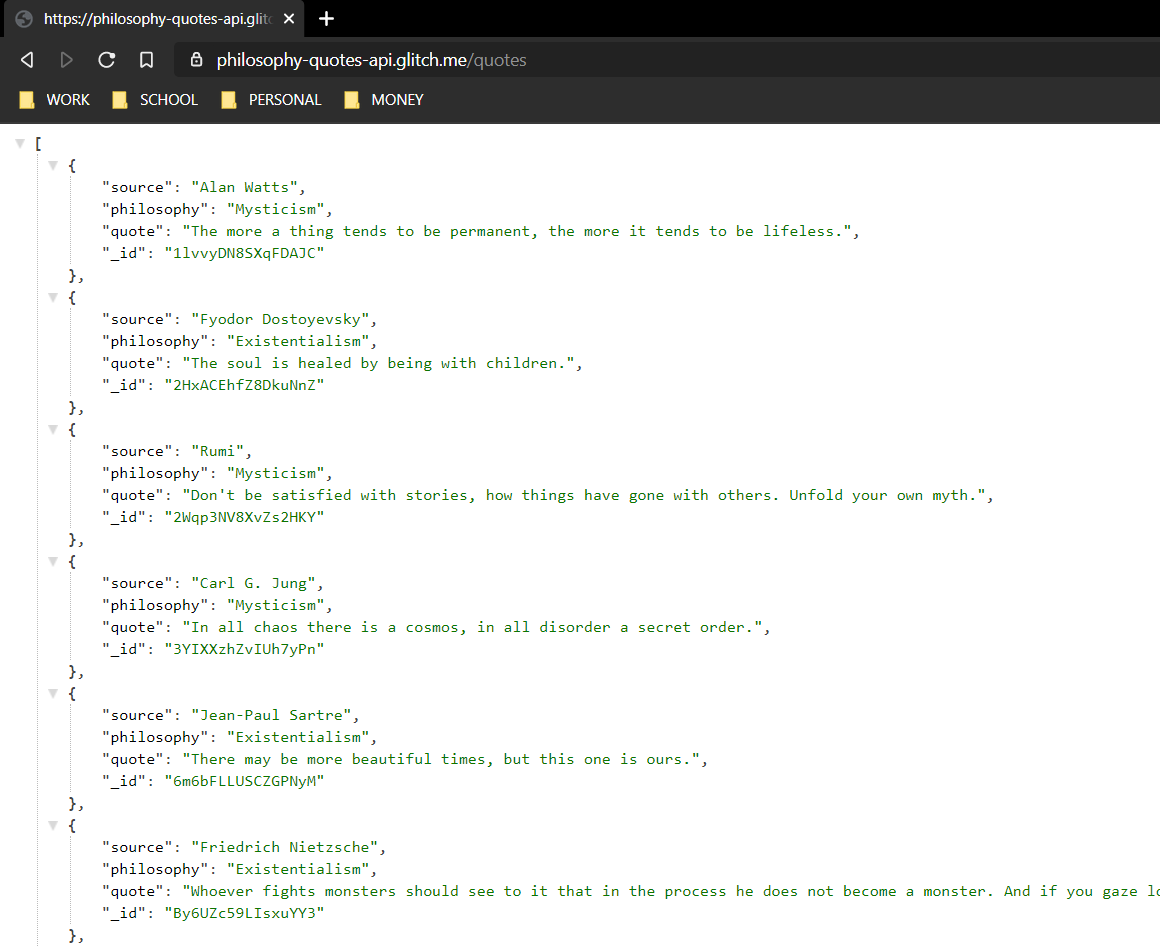 https://philosophy-quotes-api.glitc
philosophy-quotes-api.glitch.me/quotes
WORK SCHOOL PERSONAL MONEY
[
{
"source": "Alan Watts",
"philosophy": "Mysticism",
"quote": "The more a thing tends to be permanent, the more it tends to be lifeless.",
"_id": "1lvvyDN8SXqFDAJC"
},
{
"source": "Fyodor Dostoyevsky",
"philosophy": "Existentialism",
"quote": "The soul is healed by being with children.",
"_id": "2HxACEhfZ8DkuNnZ"
},
{
"source": "Rumi",
"philosophy": "Mysticism",
"quote": "Don't be satisfied with stories, how things have gone with others. Unfold your own myth.",
"_id": "2Wqp3NV8XvZs2HKY"
},
{
"source": "Carl G. Jung",
"philosophy": "Mysticism",
"quote": "In all chaos there is a cosmos, in all disorder a secret order.",
"_id": "3YIXXzhZvIUh7yPn"
},
{
"source": "Jean-Paul Sartre",
"philosophy": "Existentialism",
"quote": "There may be more beautiful times, but this one is ours.",
"_id": "6m6bFLLUSCZGPNyM"
},
{
"source": "Friedrich Nietzsche",
"philosophy": "Existentialism",
"quote": "Whoever fights monsters should see to it that in the process he does not become a monster. And if you gaze
"_id": "By6UZc59LIsxuYY3"
},